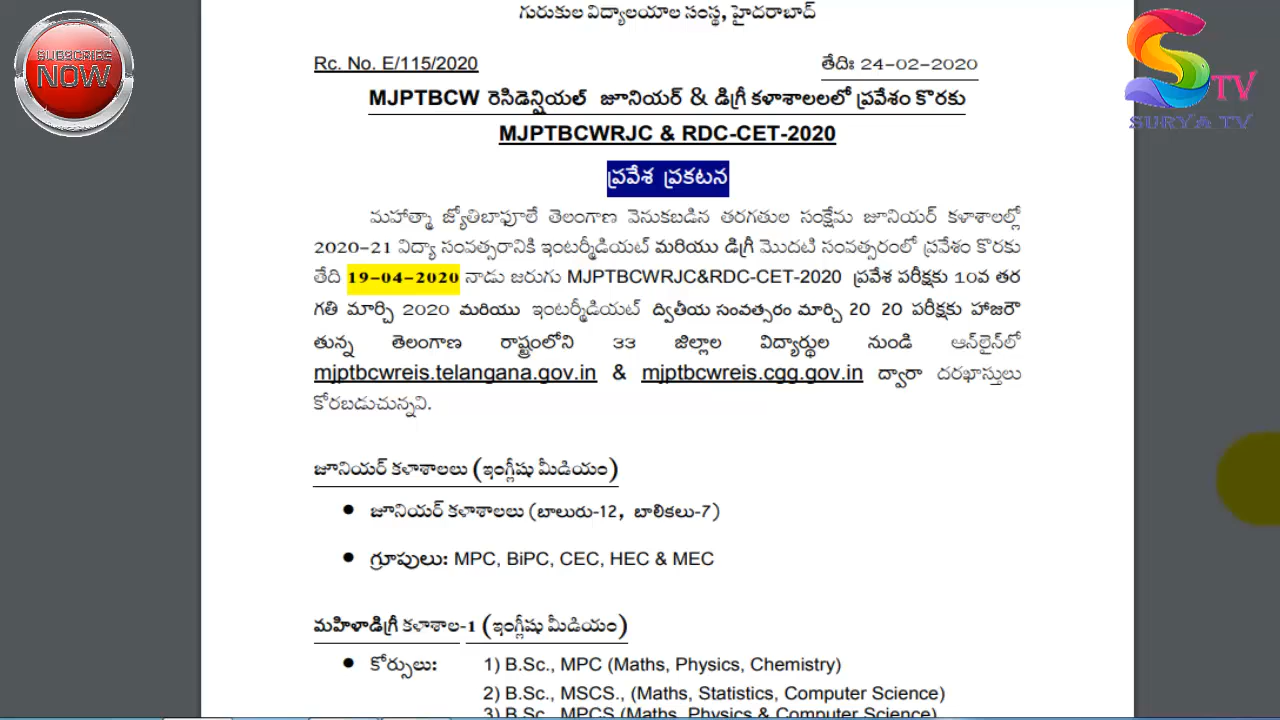 గురుకుల విద్యాలయాల సంస్థ, హైదరాబాద్
SUBSCRIBE
NOW
S TV
SURYA TV
Rc. No. E/115/2020 తేదిః 24-02-2020
MJPTBCW రెసిడెన్షియల్ జూనియర్ & డిగ్రీ కళాశాలలలో ప్రవేశం కొరకు
MJPTBCWRJC & RDC-CET-2020
ప్రవేశ ప్రకటన
మహాత్మా జ్యోతిబాఫూలే తెలంగాణ వెనుకబడిన తరగతుల సంక్షేమ జూనియర్ కళాశాలల్లో
2020-21 విద్యా సంవత్సరానికి ఇంటర్మీడియట్ మరియు డిగ్రీ మొదటి సంవత్సరంలో ప్రవేశం కొరకు
తేది 19-04-2020 నాడు జరుగు MJPTBCWRJC&RDC-CET-2020 ప్రవేశ పరీక్షకు 10వ తర
గతి మార్చి 2020 మరియు ఇంటర్మీడియట్ ద్వితీయ సంవత్సరం మార్చి 20 20 పరీక్షకు హాజరౌ
తున్న తెలంగాణ రాష్ట్రంలోని 33 జిల్లాల విద్యార్థుల నుండి ఆన్‌లైన్‌లో
mjptbcwreis.telangana.gov.in & mjptbcwreis.cgg.gov.in ద్వారా దరఖాస్తులు
కోరబడుచున్నవి.
జూనియర్ కళాశాలలు (ఇంగ్లీషు మీడియం)
• జూనియర్ కళాశాలలు (బాలురు-12, బాలికలు-7)
• గ్రూపులు: MPC, BiPC, CEC, HEC & MEC
మహిళాడిగ్రీ కళాశాల-1 (ఇంగ్లీషు మీడియం)
• కోర్సులు: 1) B.Sc., MPC (Maths, Physics, Chemistry)
2) B.Sc., MSCS., (Maths, Statistics, Computer Science)
3) B.Sc., MPCS (Maths, Physics & Computer Science)